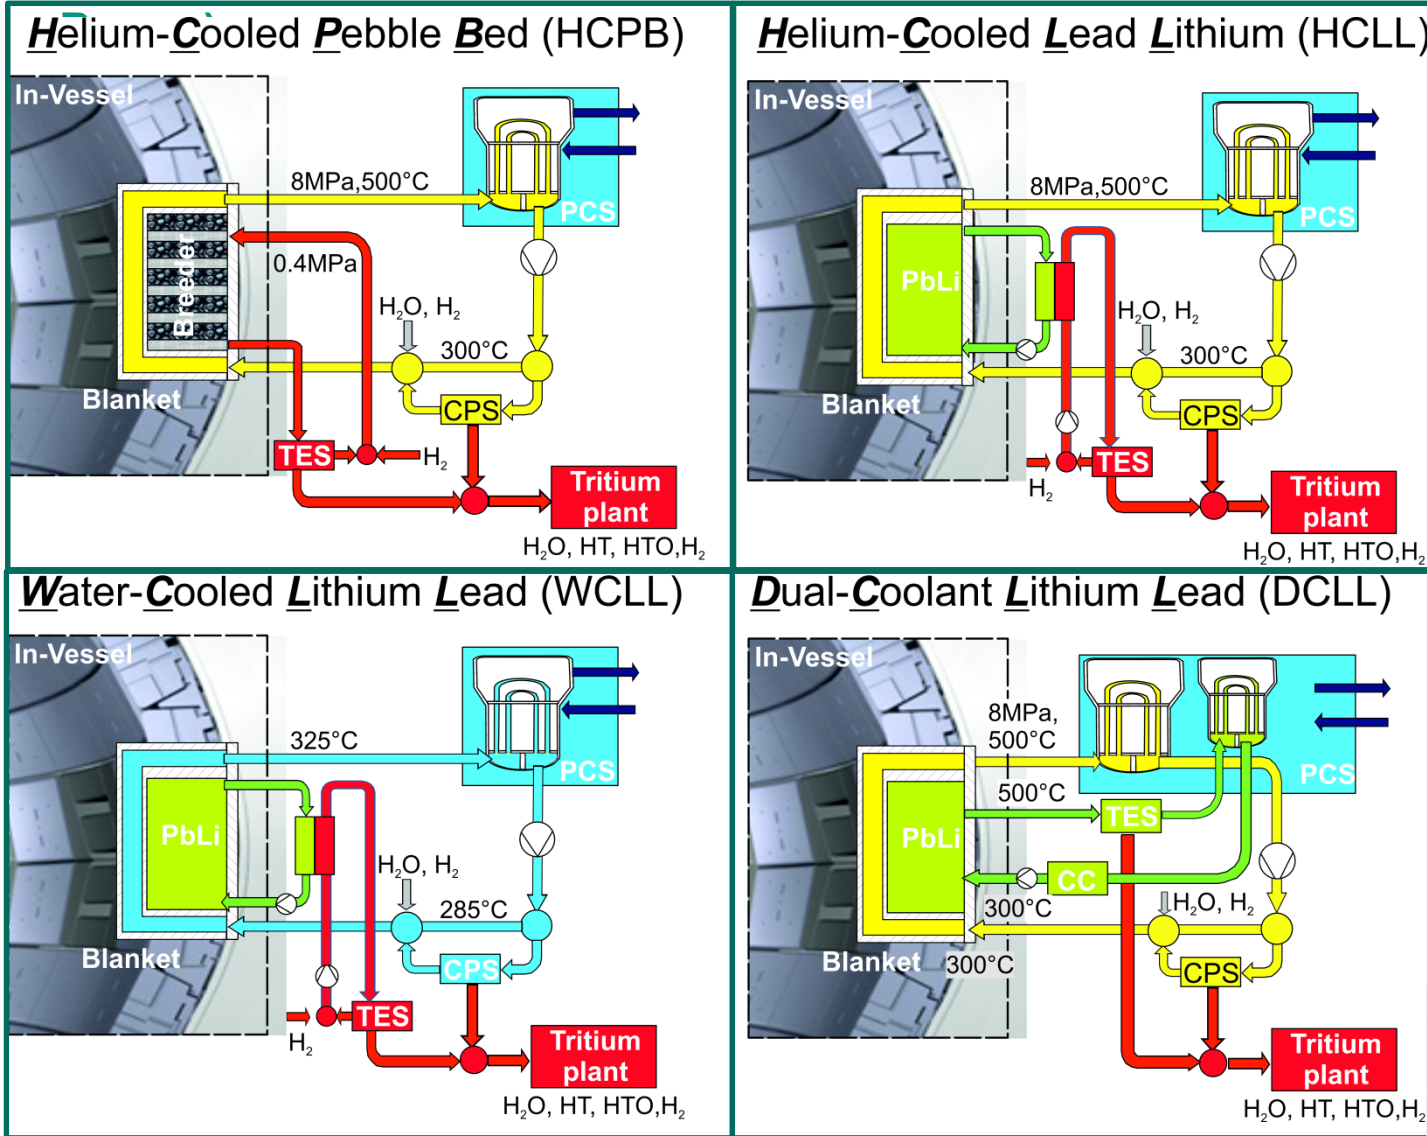 Helium-Cooled Pebble Bed (HCPB)
In-Vessel
8MPa,500°C
PCS
Breeder
0.4MPa
H₂O, H₂
300°C
Blanket
CPS
TES
H₂
Tritium
plant
H₂O, HT, HTO,H₂
Helium-Cooled Lead Lithium (HCLL)
In-Vessel
8MPa,500°C
PCS
PbLi
H₂O, H₂
300°C
Blanket
CPS
TES
H₂
Tritium
plant
H₂O, HT, HTO,H₂
Water-Cooled Lithium Lead (WCLL)
In-Vessel
325°C
PCS
PbLi
H₂O, H₂
285°C
Blanket
CPS
TES
H₂
Tritium
plant
H₂O, HT, HTO,H₂
Dual-Coolant Lithium Lead (DCLL)
In-Vessel
8MPa,
500°C
PCS
500°C
TES
PbLi
CC
300°C
H₂O, H₂
Blanket
300°C
CPS
Tritium
plant
H₂O, HT, HTO,H₂